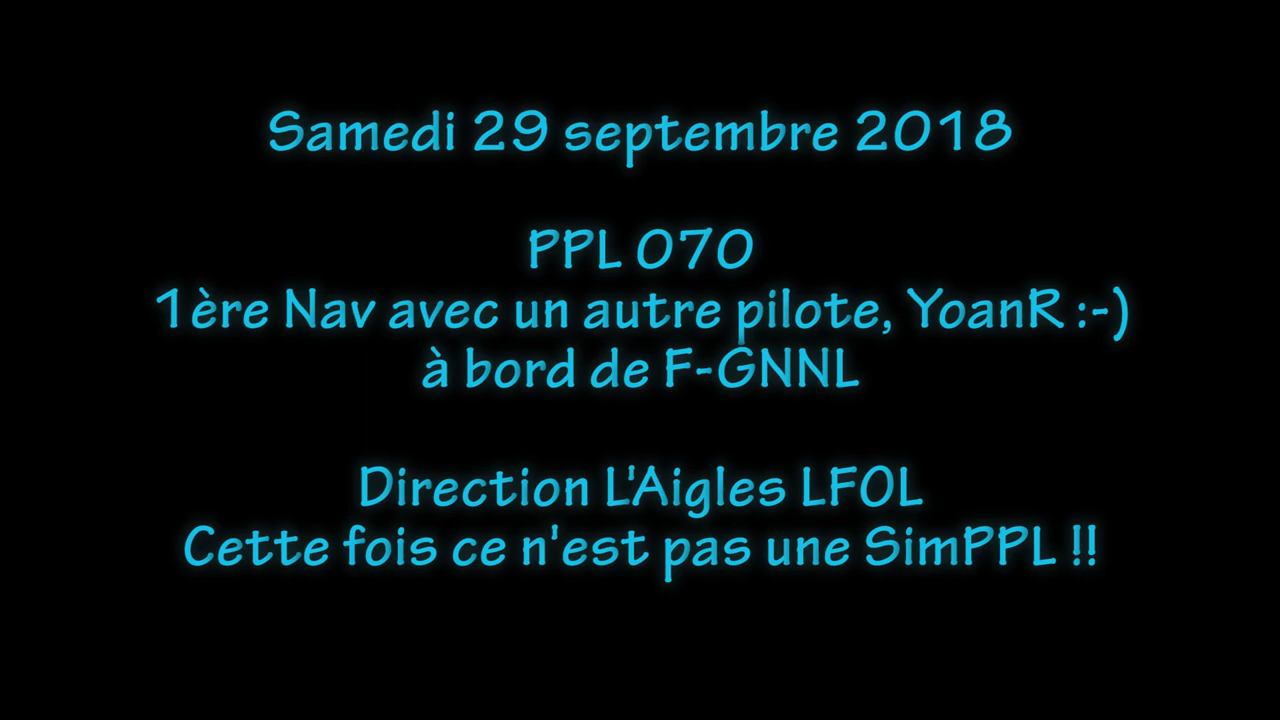 Samedi 29 septembre 2018
PPL 070
1ère Nav avec un autre pilote, YoanR :-)
à bord de F-GNNL
Direction L'Aigles LFOL
Cette fois ce n'est pas une SimPPL !!